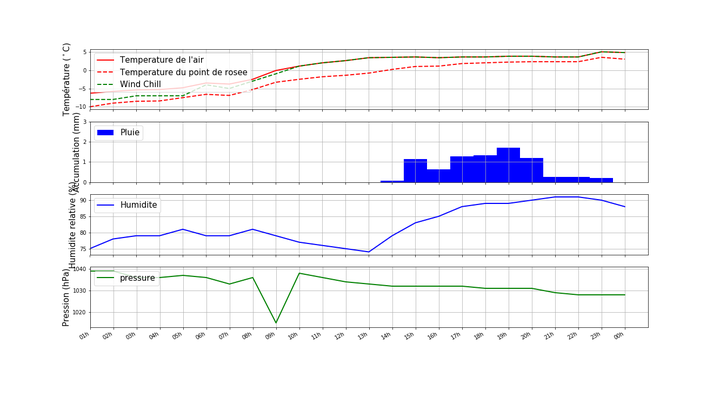 Température (°C)
5
0
−5
−10
Temperature de l'air
Temperature du point de rosee
Wind Chill
Accumulation (mm)
3
2
1
0
Pluie
Humidite relative (%)
90
85
80
75
Humidite
Pression (hPa)
1040
1030
1020
pressure
01h 02h 03h 04h 05h 06h 07h 08h 09h 10h 11h 12h 13h 14h 15h 16h 17h 18h 19h 20h 21h 22h 23h 00h